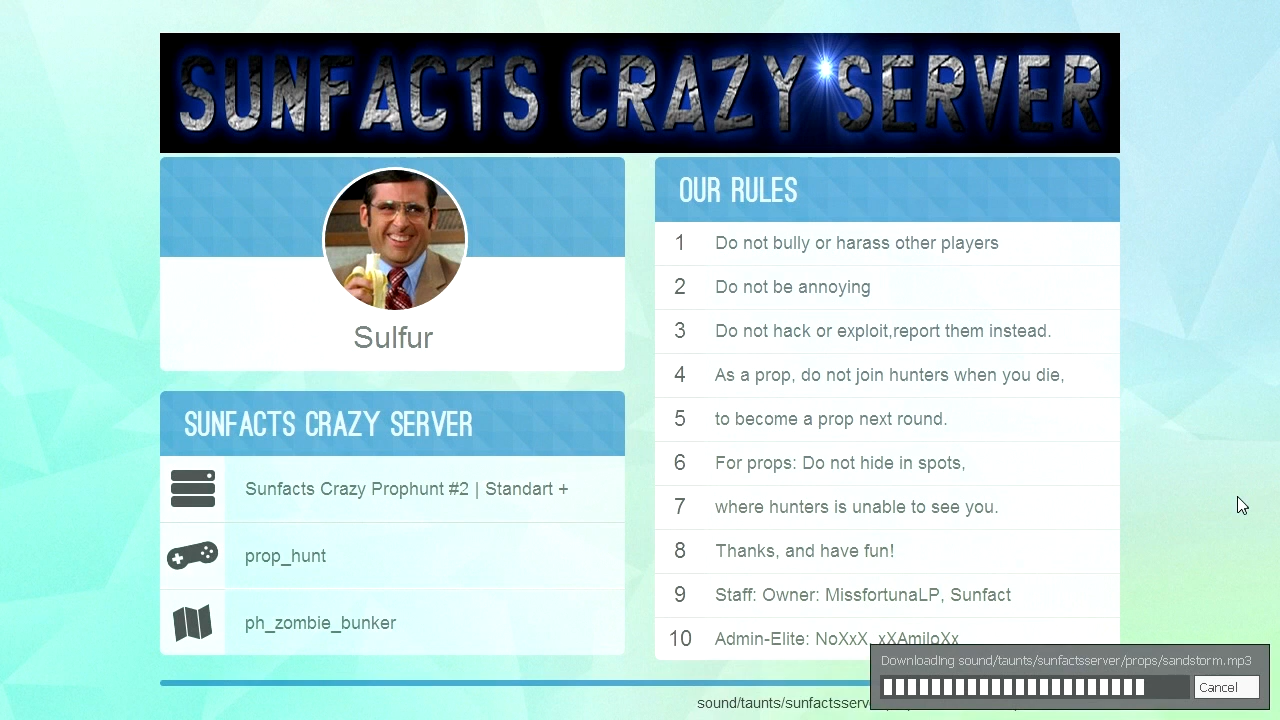 SUNFACTS CRAZY SERVER
Sulfur
SUNFACTS CRAZY SERVER
Sunfacts Crazy Prophunt #2 | Standart +
prop_hunt
ph_zombie_bunker
OUR RULES
1 Do not bully or harass other players
2 Do not be annoying
3 Do not hack or exploit,report them instead.
4 As a prop, do not join hunters when you die,
5 to become a prop next round.
6 For props: Do not hide in spots,
7 where hunters is unable to see you.
8 Thanks, and have fun!
9 Staff: Owner: MissfortunaLP, Sunfact
10 Admin-Elite: NoXxX, xXAmiloXx
Downloading sound/taunts/sunfactsserver/props/sandstorm.mp3
Cancel
sound/taunts/sunfactsserv